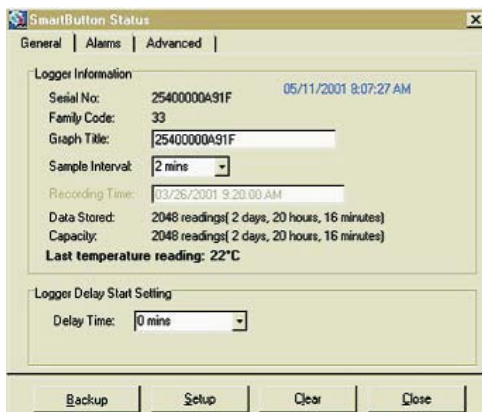 SmartButton Status
General | Alarms | Advanced |
Logger Information
05/11/2001 8:07:27 AM
Serial No: 25400000A91F
Family Code: 33
Graph Title: 25400000A91F
Sample Interval: 2 mins
Recording Time: 03/26/2001 9:20:00 AM
Data Stored: 2048 readings( 2 days, 20 hours, 16 minutes)
Capacity: 2048 readings( 2 days, 20 hours, 16 minutes)
Last temperature reading: 22°C
Logger Delay Start Setting
Delay Time: 0 mins
Backup Setup Clear Close